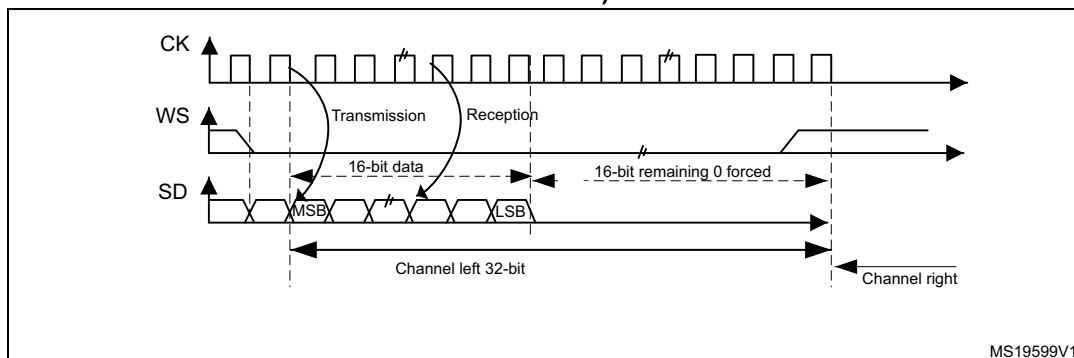 CK
Transmission
Reception
WS
16-bit data
16-bit remaining 0 forced
SD
MSB
LSB
Channel left 32-bit
Channel right
MS19599V1